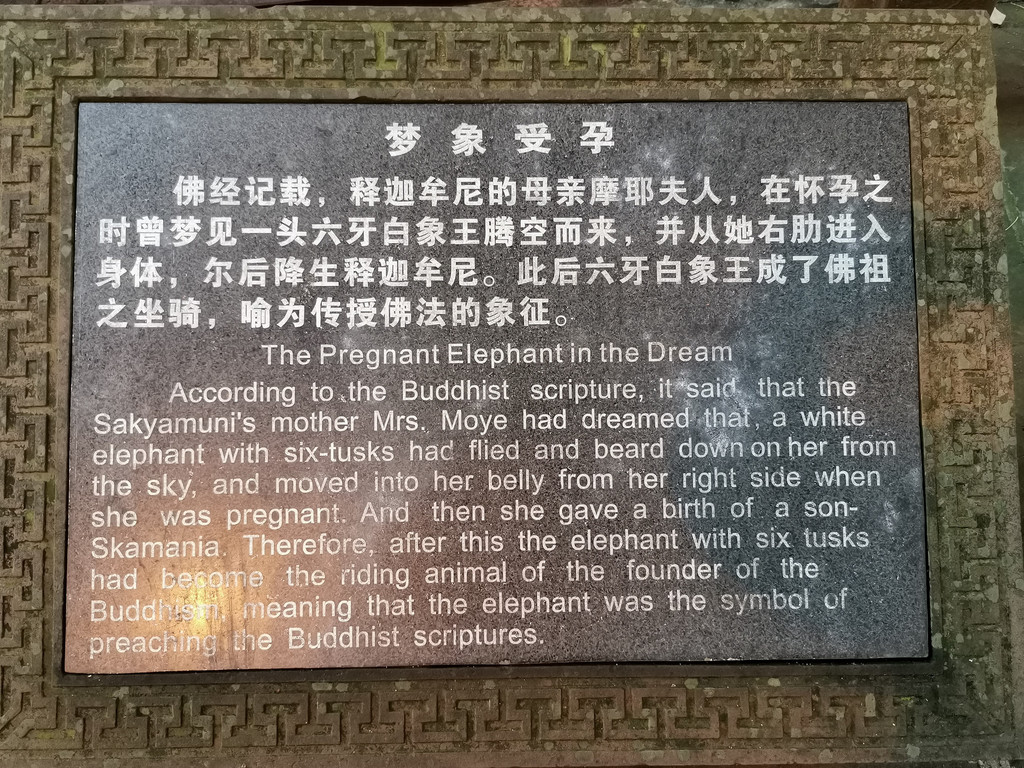 梦象受孕
佛经记载，释迦牟尼的母亲摩耶夫人，在怀孕之
时曾梦见一头六牙白象王腾空而来，并从她右肋进入
身体，尔后降生释迦牟尼。此后六牙白象王成了佛祖
之坐骑，喻为传授佛法的象征。
The Pregnant Elephant in the Dream
According to the Buddhist scripture, it said that the
Sakyamuni's mother Mrs. Moye had dreamed that, a white
elephant with six-tusks had flied and beard down on her from
the sky, and moved into her belly from her right side when
she was pregnant. And then she gave a birth of a son-
Skamania. Therefore, after this the elephant with six tusks
had become the riding animal of the founder of the
Buddhism, meaning that the elephant was the symbol of
preaching the Buddhist scriptures.